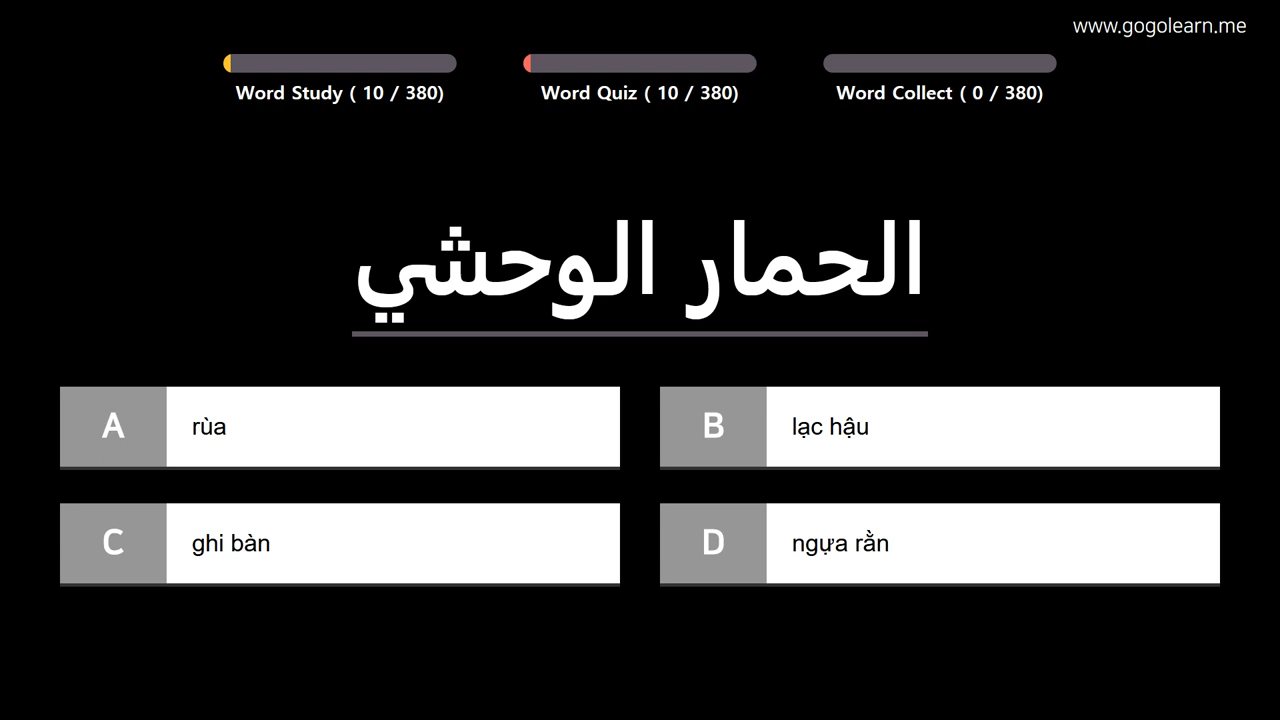 www.gogolearn.me
Word Study ( 10 / 380)
Word Quiz ( 10 / 380)
Word Collect ( 0 / 380)
الحمار الوحشي
A rùa
B lạc hậu
C ghi bàn
D ngựa rằn